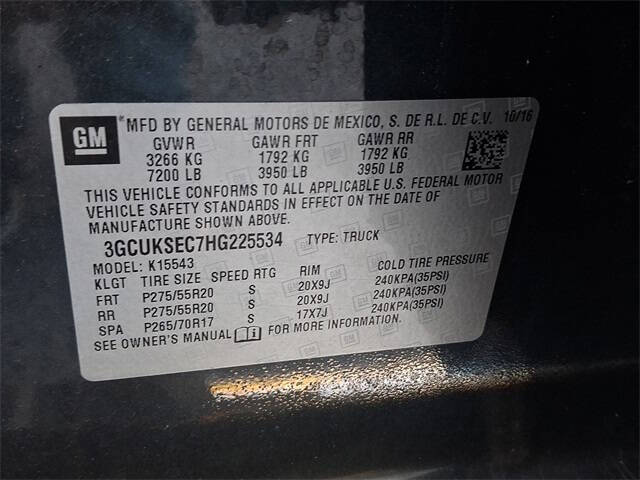 GM
*MFD BY GENERAL MOTORS DE MEXICO, S. DE R.L. DE C.V. 10/16
GVWR GAWR FRT GAWR RR
3266 KG 1792 KG 1792 KG
7200 LB 3950 LB 3950 LB
THIS VEHICLE CONFORMS TO ALL APPLICABLE U.S. FEDERAL MOTOR
VEHICLE SAFETY STANDARDS IN EFFECT ON THE DATE OF
MANUFACTURE SHOWN ABOVE.
3GCUKSEC7HG225534 TYPE: TRUCK
MODEL: K15543
KLGT TIRE SIZE SPEED RTG RIM COLD TIRE PRESSURE
FRT P275/55R20 S 20X9J 240KPA(35PSI)
RR P275/55R20 S 20X9J 240KPA(35PSI)
SPA P265/70R17 S 17X7J 240KPA(35PSI)
SEE OWNER'S MANUAL FOR MORE INFORMATION.